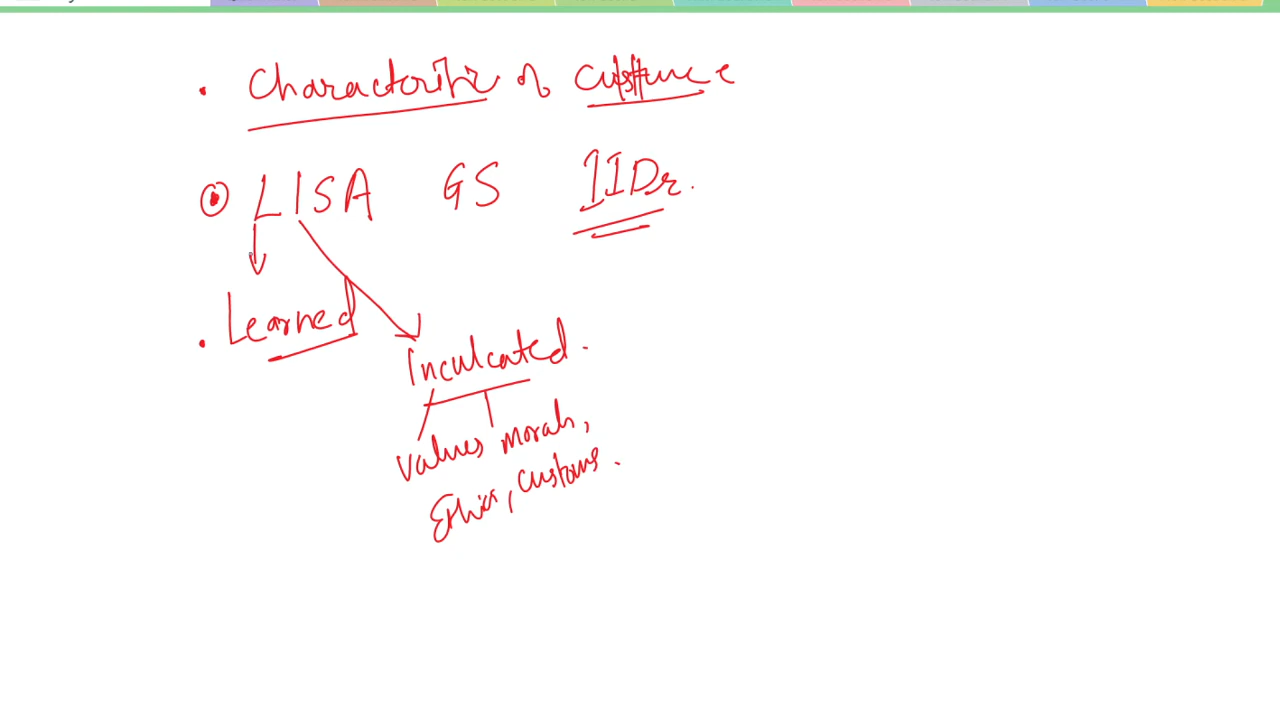 . Characteristic of Culture
LISA GS IIDr.
. Learned
Inculcated.
Values morals,
Ethics, customs.